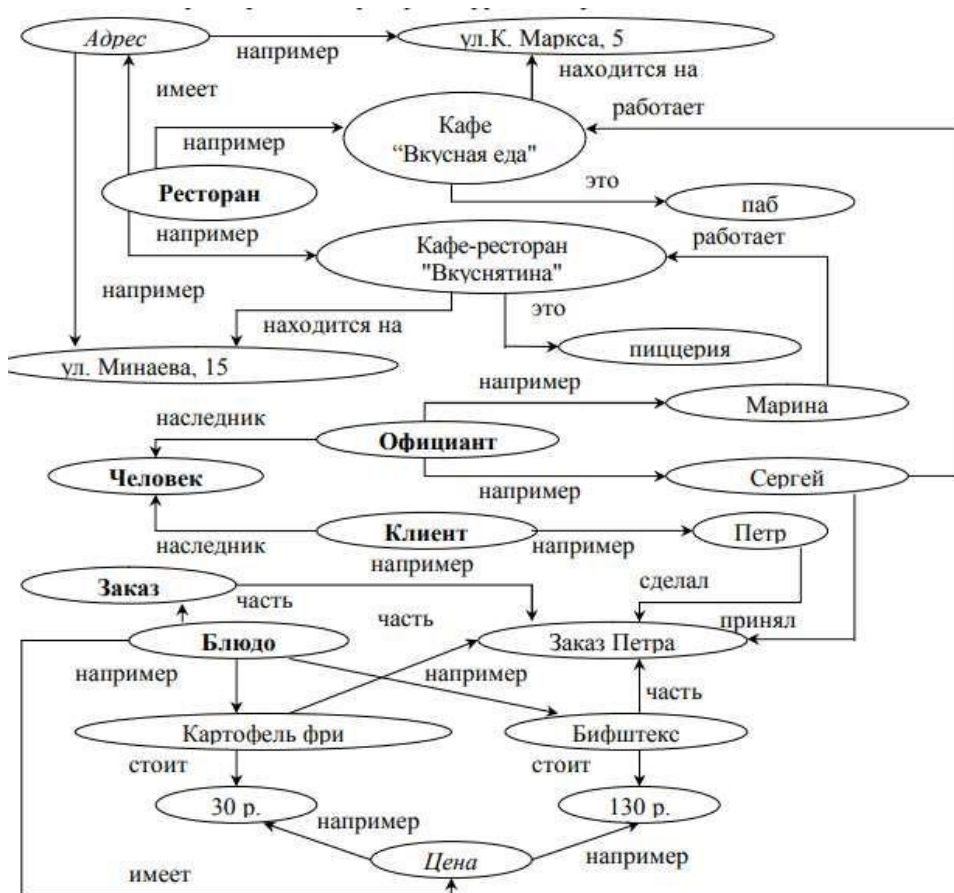 Адрес
например
ул.К. Маркса, 5
имеет
находится на
работает
например
Кафе
“Вкусная еда"
Ресторан
это
паб
например
Кафе-ресторан
"Вкуснятина"
работает
например
находится на
это
ул. Минаева, 15
пиццерия
например
Марина
наследник
Официант
Человек
например
Сергей
наследник
Клиент
например
Петр
например
Заказ
часть
часть
сделал
принял
Блюдо
Заказ Петра
например
например
часть
Картофель фри
Бифштекс
стоит
стоит
30 р.
например
130 р.
Цена
например
имеет